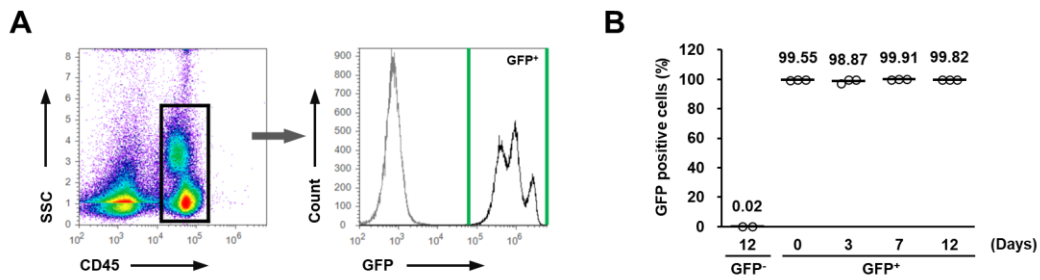 A
B
8
7
6
5
4
3
2
1
0
SSC
10² 10³ 10⁴ 10⁵ 10⁶
CD45
900
800
700
600
500
400
300
200
100
0
Count
GFP⁺
10² 10³ 10⁴ 10⁵ 10⁶
GFP
120
100
80
60
40
20
0
GFP positive cells (%)
99.55 98.87 99.91 99.82
0.02
12 0 3 7 12 (Days)
GFP⁻ GFP⁺